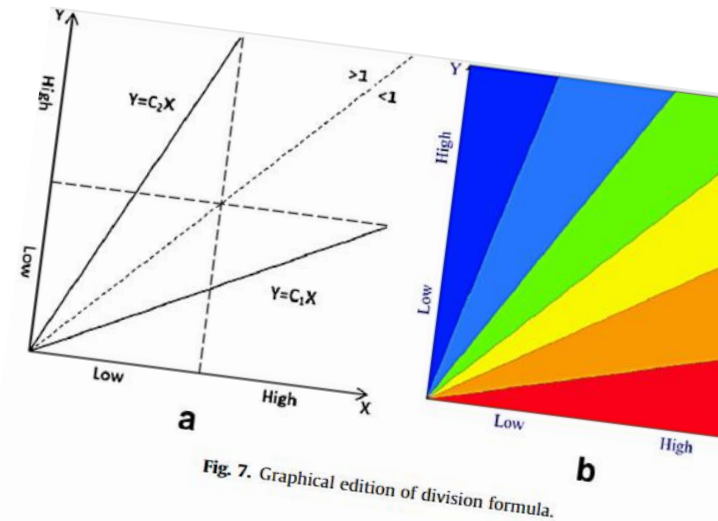 Y
High
Low
Y=C₂X
>1
<1
Y=C₁X
Low
High
X
a
Y
High
Low
Low
High
b
Fig. 7. Graphical edition of division formula.